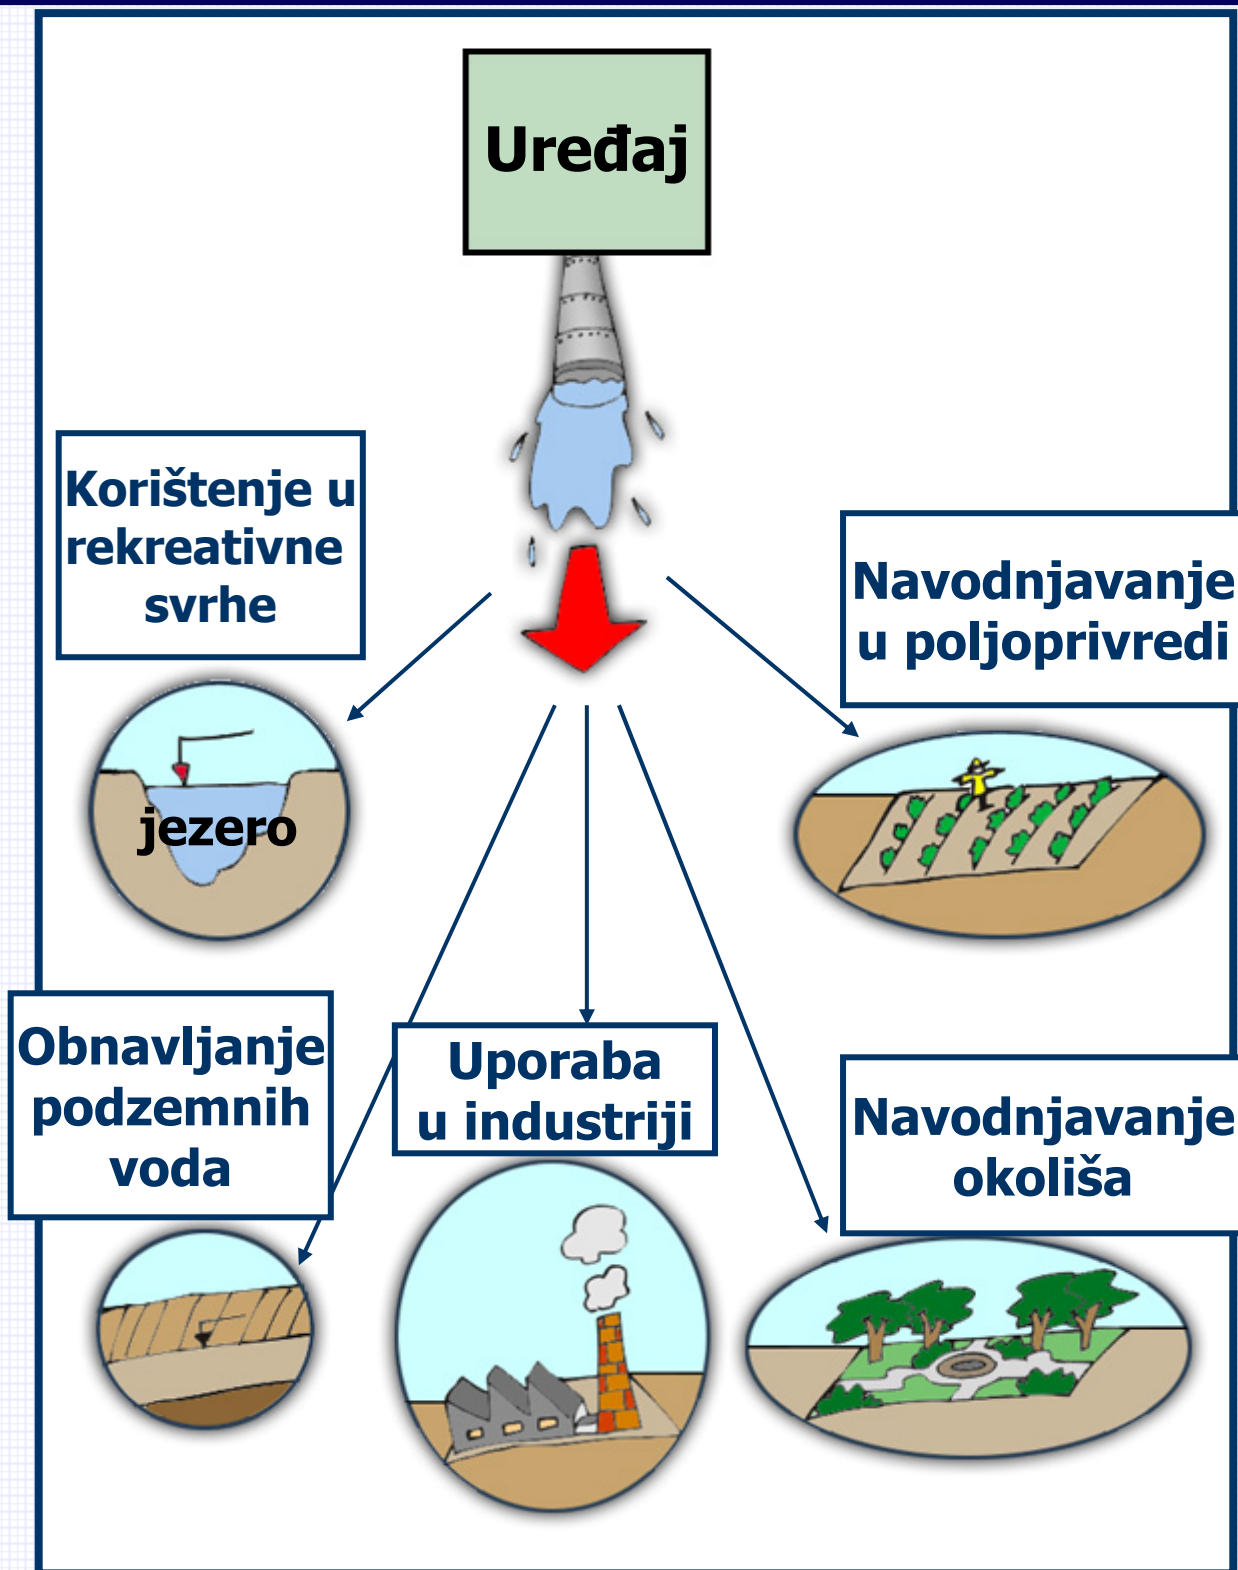 Uređaj
Korištenje u
rekreativne
svrhe
Navodnjavanje
u poljoprivredi
jezero
Obnavljanje
podzemnih
voda
Uporaba
u industriji
Navodnjavanje
okoliša